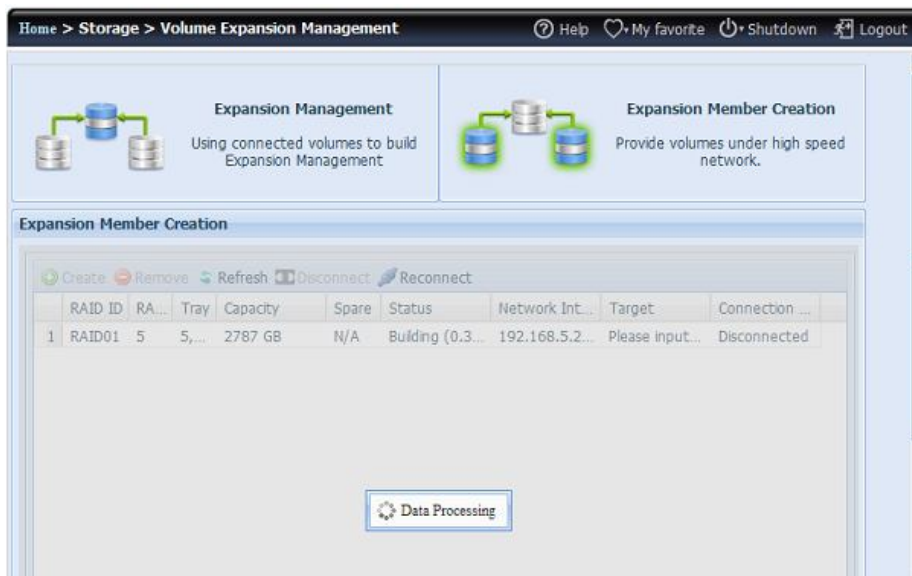 Home > Storage > Volume Expansion Management Help My favorite Shutdown Logout
Expansion Management
Using connected volumes to build
Expansion Management
Expansion Member Creation
Provide volumes under high speed
network.
Expansion Member Creation
Create Remove Refresh Disconnect Reconnect
RAID ID RA... Tray Capacity Spare Status Network Int... Target Connection ...
1 RAID01 5 5,... 2787 GB N/A Building (0.3... 192.168.5.2... Please input... Disconnected
Data Processing